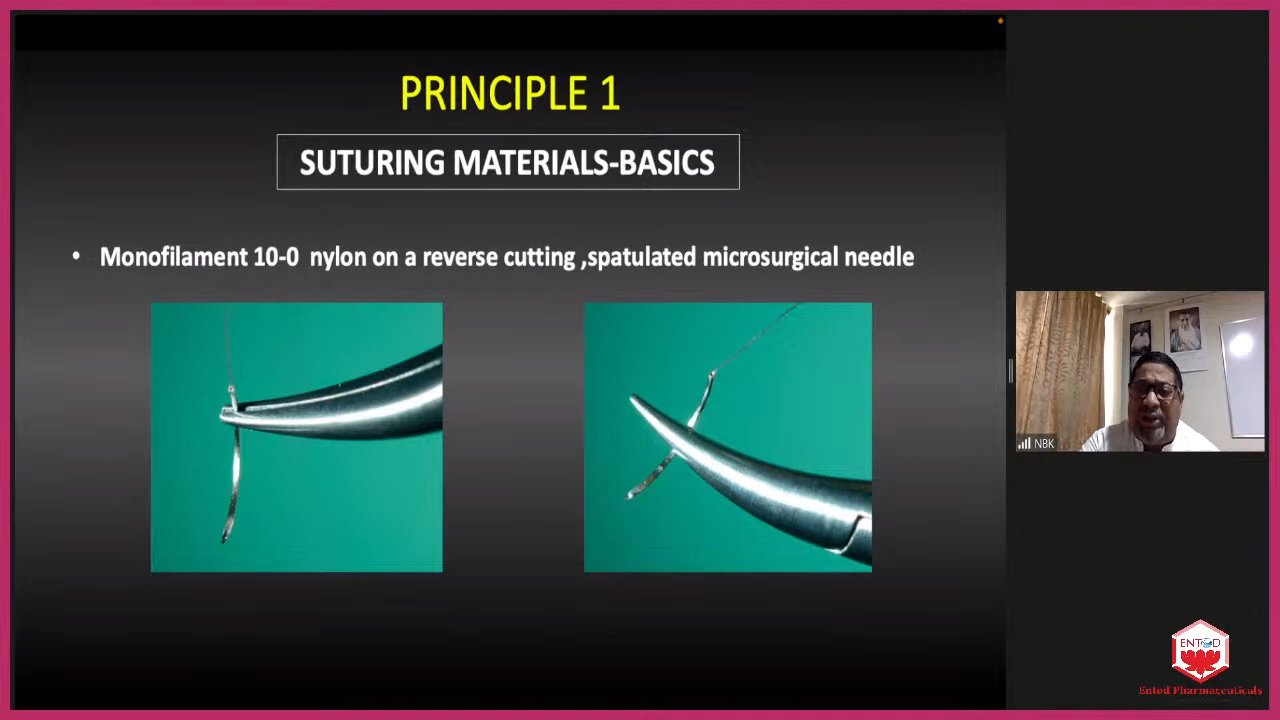 PRINCIPLE 1
SUTURING MATERIALS-BASICS
• Monofilament 10-0 nylon on a reverse cutting ,spatulated microsurgical needle
NBK
ENTOD
Entod Pharmaceuticals